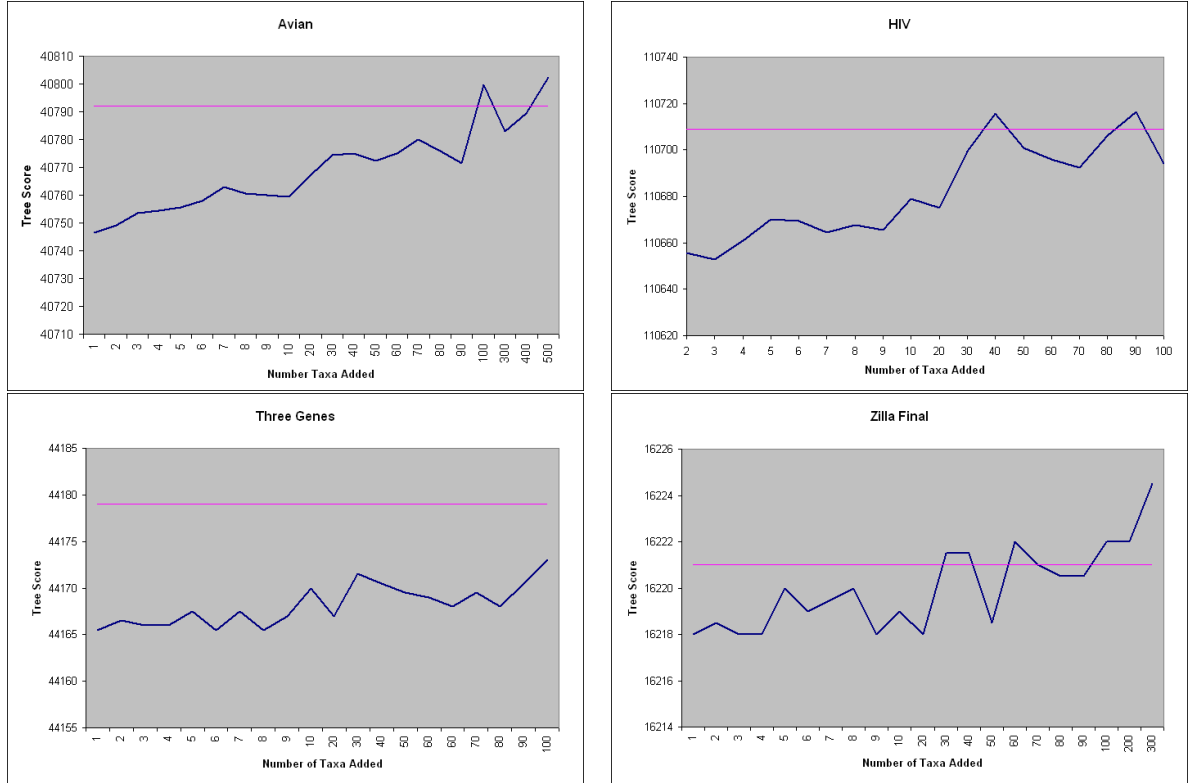 Avian
40810
40800
40790
40780
40770
40760
40750
40740
40730
40720
40710
Tree Score
1 2 3 4 5 6 7 8 9 10 20 30 40 50 60 70 80 90 100 300 400 500
Number Taxa Added
HIV
110740
110720
110700
110680
110660
110640
110620
Tree Score
2 3 4 5 6 7 8 9 10 20 30 40 50 60 70 80 90 100
Number of Taxa Added
Three Genes
44185
44180
44175
44170
44165
44160
44155
Tree Score
1 2 3 4 5 6 7 8 9 10 20 30 40 50 60 60 70 80 90 100
Number of Taxa Added
Zilla Final
16226
16224
16222
16220
16218
16216
16214
Tree Score
1 2 3 4 5 6 7 8 9 10 20 30 40 50 60 70 80 90 100 200 300
Number of Taxa Added